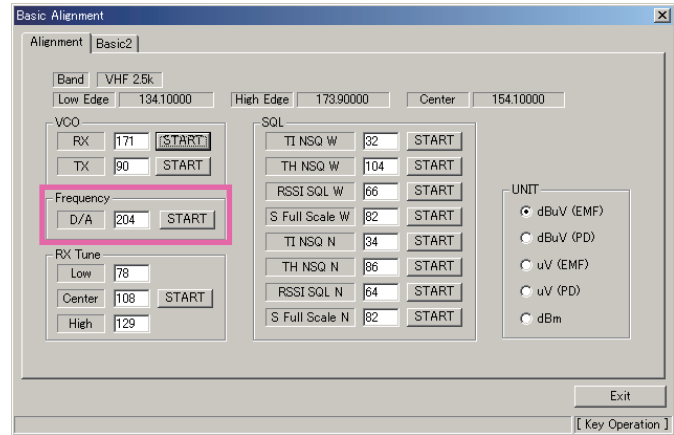 Basic Alignment
Alignment Basic2
Band VHF 2.5k
Low Edge 134.10000 High Edge 173.90000 Center 154.10000
VCO
RX 171 START
TX 90 START
Frequency
D/A 204 START
RX Tune
Low 78
Center 108 START
High 129
SQL
TI NSQ W 32 START
TH NSQ W 104 START
RSSI SQL W 66 START
S Full Scale W 82 START
TI NSQ N 34 START
TH NSQ N 86 START
RSSI SQL N 64 START
S Full Scale N 82 START
UNIT
dBuV (EMF)
dBuV (PD)
uV (EMF)
uV (PD)
dBm
Exit
[ Key Operation ]